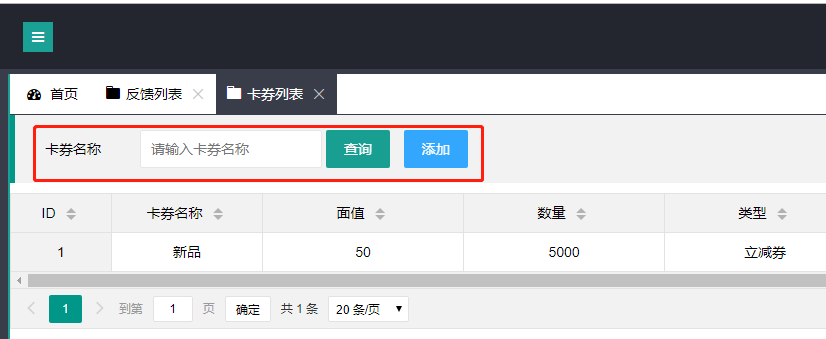 首页 反馈列表 卡券列表
卡券名称 请输入卡券名称 查询 添加
ID 卡券名称 面值 数量 类型
1 新品 50 5000 立减券
1 到第 1 页 确定 共 1 条 20 条/页